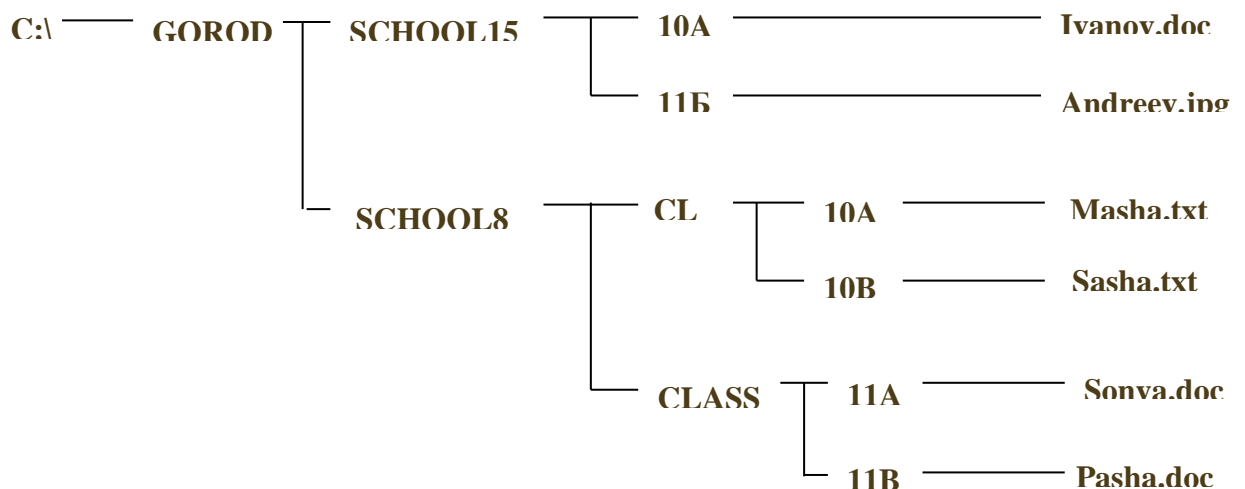 C:\ GOROD SCHOOL15 10A Ivanov.doc
11Б Andreev.jpg
SCHOOL8 CL 10A Masha.txt
10B Sasha.txt
CLASS 11A Sonya.doc
11B Pasha.doc